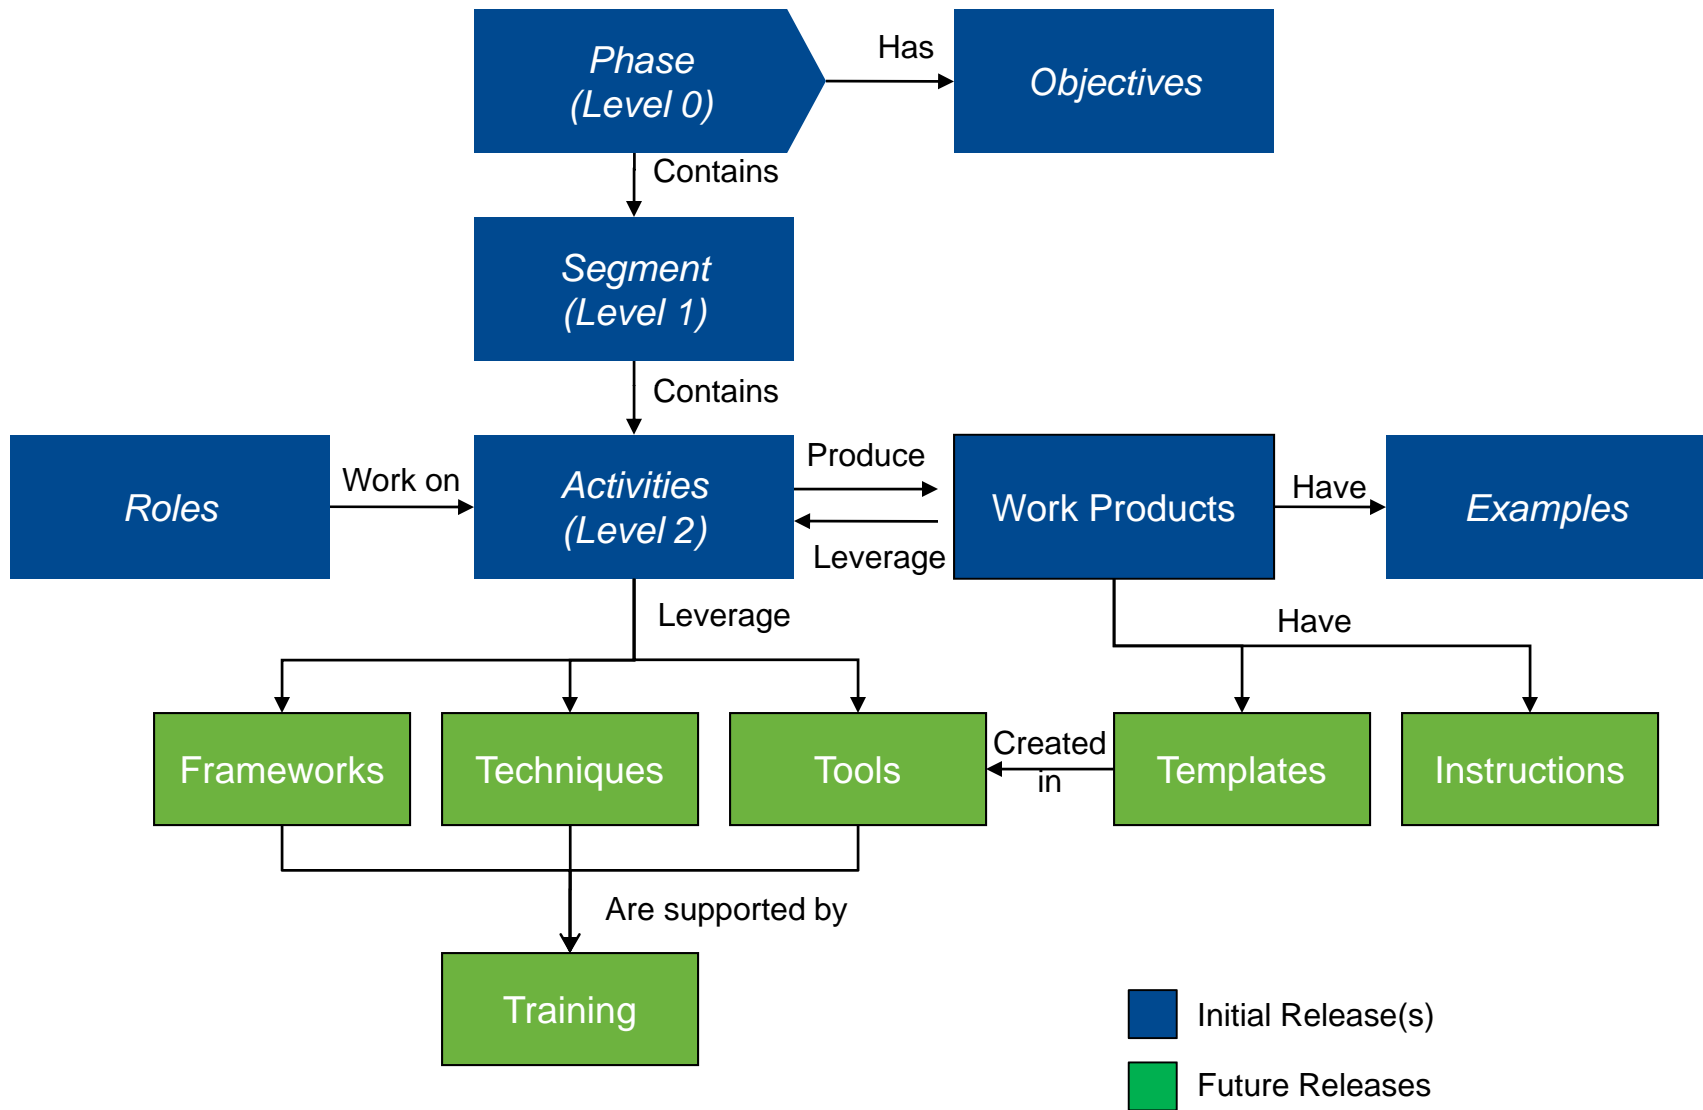 Phase
(Level 0)
Has
Objectives
Contains
Segment
(Level 1)
Contains
Roles
Work on
Activities
(Level 2)
Produce
Leverage
Work Products
Have
Examples
Leverage
Have
Frameworks
Techniques
Tools
Created
in
Templates
Instructions
Are supported by
Training
Initial Release(s)
Future Releases